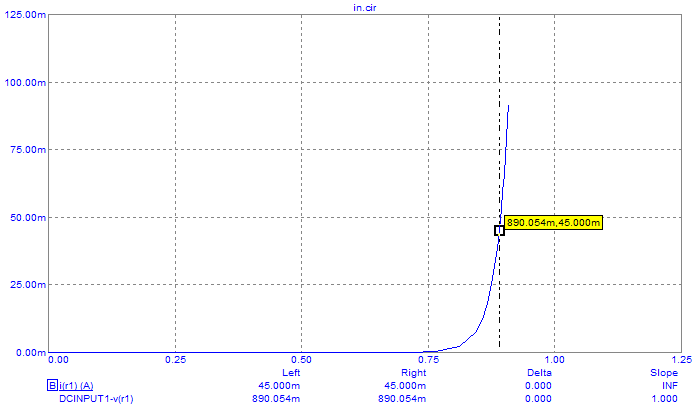 in.cir
125.00m
100.00m
75.00m
50.00m
890.054m,45.000m
25.00m
0.00m
0.00 0.25 0.50 0.75 1.00 1.25
Left Right Delta Slope
B i(r1) (A) 45.000m 45.000m 0.000 INF
DCINPUT1-v(r1) 890.054m 890.054m 0.000 1.000